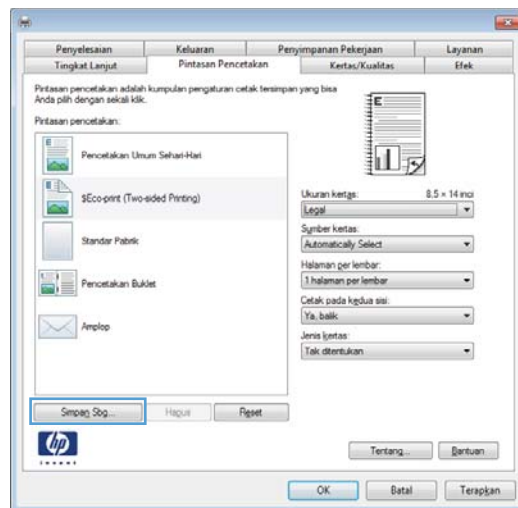 Penyelesaian Keluaran Penyimpanan Pekerjaan Layanan
Tingkat Lanjut Pintasan Pencetakan Kertas/Kualitas Efek
Pintasan pencetakan adalah kumpulan pengaturan cetak tersimpan yang bisa
Anda pilih dengan sekali klik.
Pintasan pencetakan:
Pencetakan Umum Sehari-Hari
$Eco-print (Two-sided Printing)
Standar Pabrik
Pencetakan Buklet
Amplop
Ukuran kertas: 8.5 × 14 inci
Legal
Sumber kertas:
Automatically Select
Halaman per lembar:
1 halaman per lembar
Cetak pada kedua sisi:
Ya, balik
Jenis kertas:
Tak ditentukan
Simpan Sbg... Hapus Reset
hp
invent
Tentang... Bantuan
OK Batal Terapkan